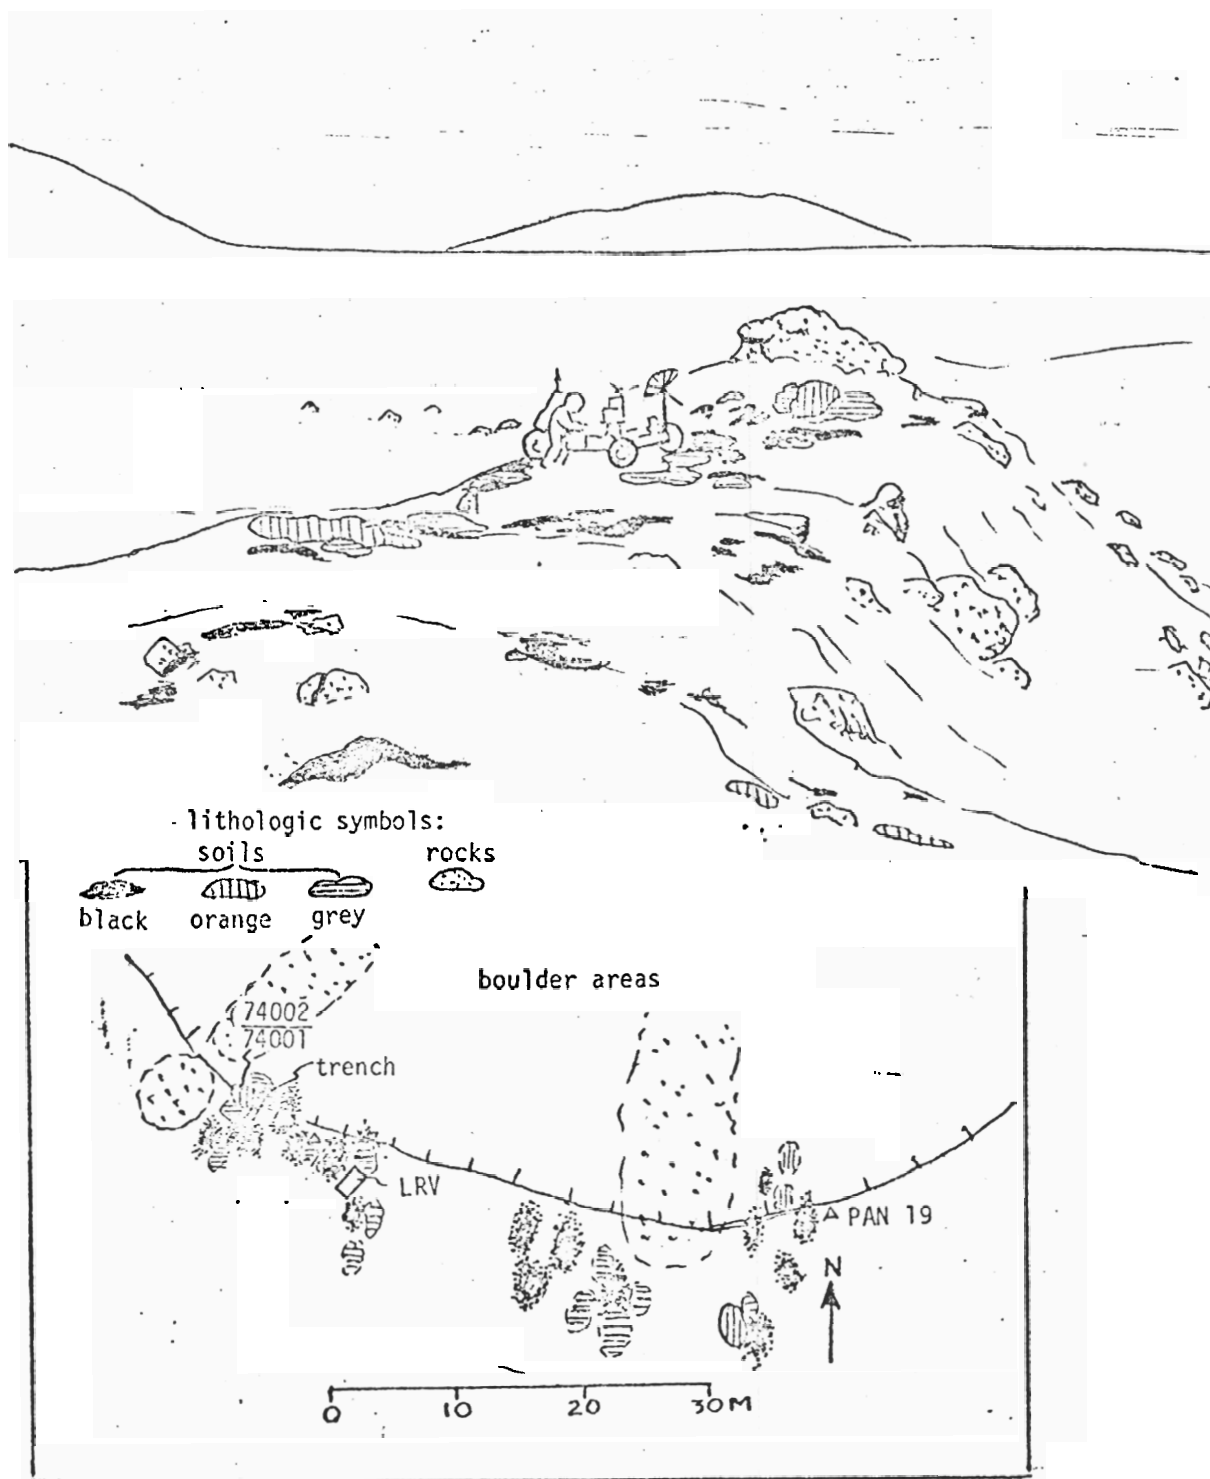 lithologic symbols:
soils
rocks
black
orange
grey
boulder areas
74002
74001
trench
LRV
PAN 19
N
0
10
20
30M